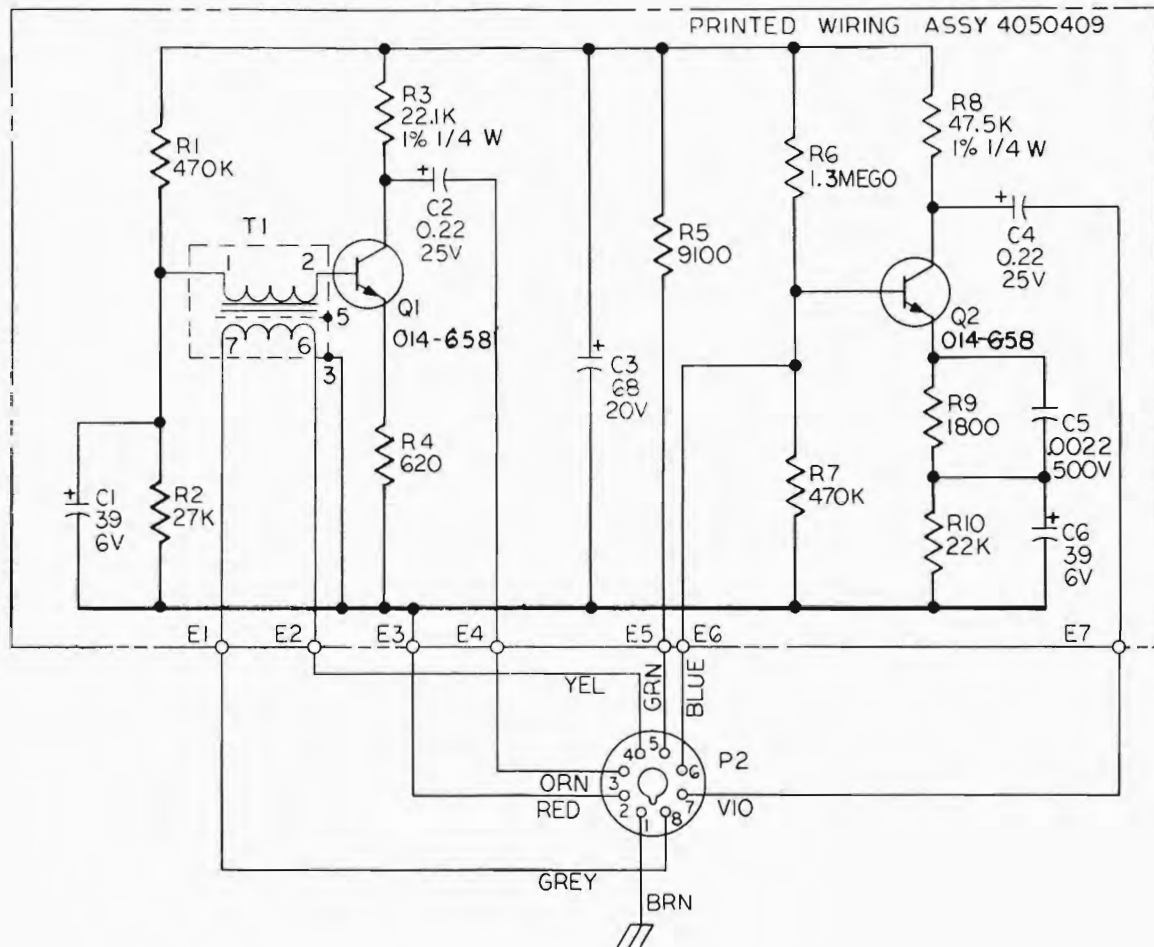 PRINTED WIRING ASSY 4050409
R3
22.1K
1% 1/4 W
R8
47.5K
1% 1/4 W
R1
470K
R6
1.3MEGO
+
C2
0.22
25V
T1
1
2
R5
9100
+
C4
0.22
25V
Q1
014-658
5
7
6
3
Q2
014-658
+
C3
68
20V
R9
1800
C5
.0022
500V
R4
620
R7
470K
+
C1
39
6V
R2
27K
R10
22K
+
C6
39
6V
E1
E2
E3
E4
E5
E6
E7
YEL
GRN
BLUE
P2
4
5
3
6
2
7
1
8
ORN
RED
VIO
GREY
BRN